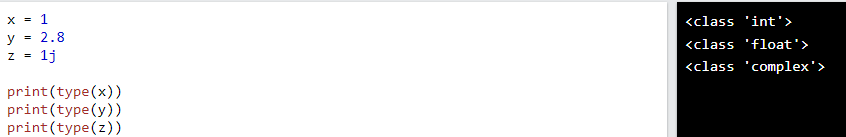 x = 1
y = 2.8
z = 1j
print(type(x))
print(type(y))
print(type(z))
<class 'int'>
<class 'float'>
<class 'complex'>